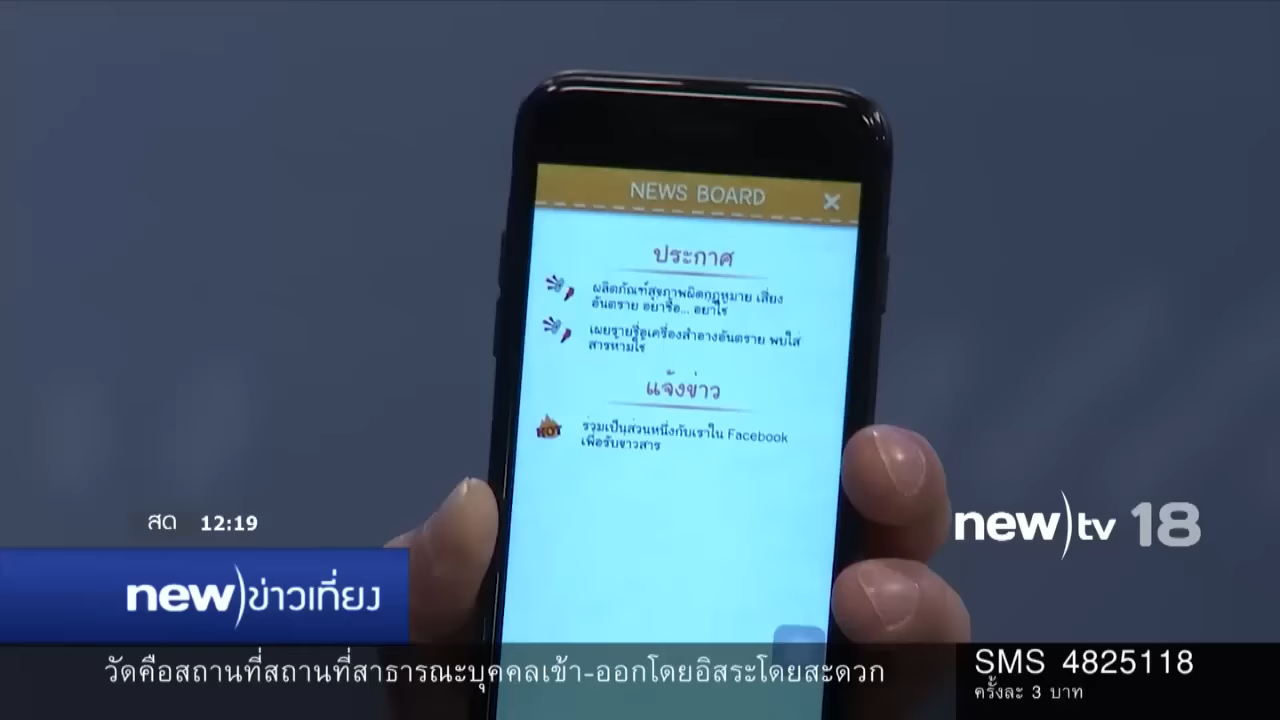 NEWS BOARD
ประกาศ
ผลิตภัณฑ์สุขภาพผิดกฎหมาย เสี่ยง
อันตราย อย่าซื้อ... อย่าใช้
เผยรายชื่อเครื่องสำอางอันตราย พบใส่
สารห้ามใช้
แจ้งข่าว
HOT
ร่วมเป็นส่วนหนึ่งกับเราใน Facebook
เพื่อรับข่าวสาร
สด 12:19
new)tv 18
new)ข่าวเที่ยง
วัดคือสถานที่สถานที่สาธารณะบุคคลเข้า-ออกโดยอิสระโดยสะดวก
SMS 4825118
ครั้งละ 3 บาท